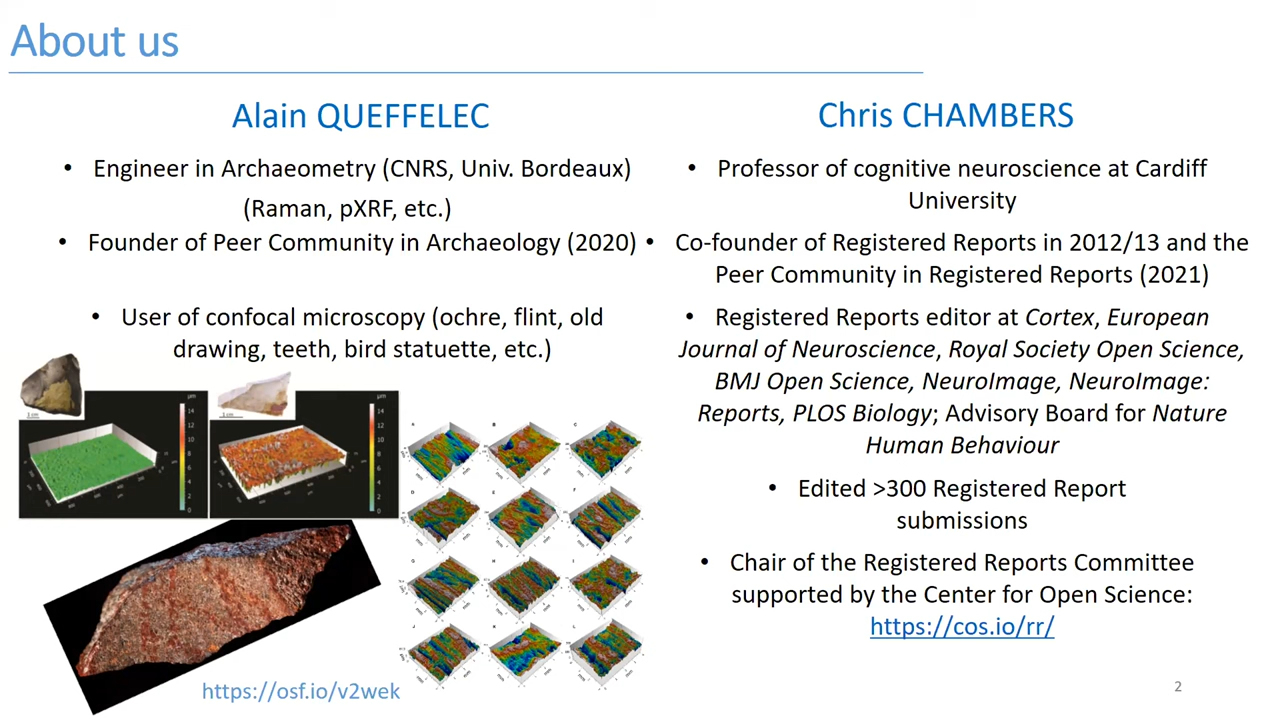 About us
Alain QUEFFELEC
• Engineer in Archaeometry (CNRS, Univ. Bordeaux)
(Raman, pXRF, etc.)
• Founder of Peer Community in Archaeology (2020)
• User of confocal microscopy (ochre, flint, old
drawing, teeth, bird statuette, etc.)
https://osf.io/v2wek
Chris CHAMBERS
• Professor of cognitive neuroscience at Cardiff
University
• Co-founder of Registered Reports in 2012/13 and the
Peer Community in Registered Reports (2021)
• Registered Reports editor at Cortex, European
Journal of Neuroscience, Royal Society Open Science,
BMJ Open Science, NeuroImage, NeuroImage:
Reports, PLOS Biology; Advisory Board for Nature
Human Behaviour
• Edited >300 Registered Report
submissions
• Chair of the Registered Reports Committee
supported by the Center for Open Science:
https://cos.io/rr/
2